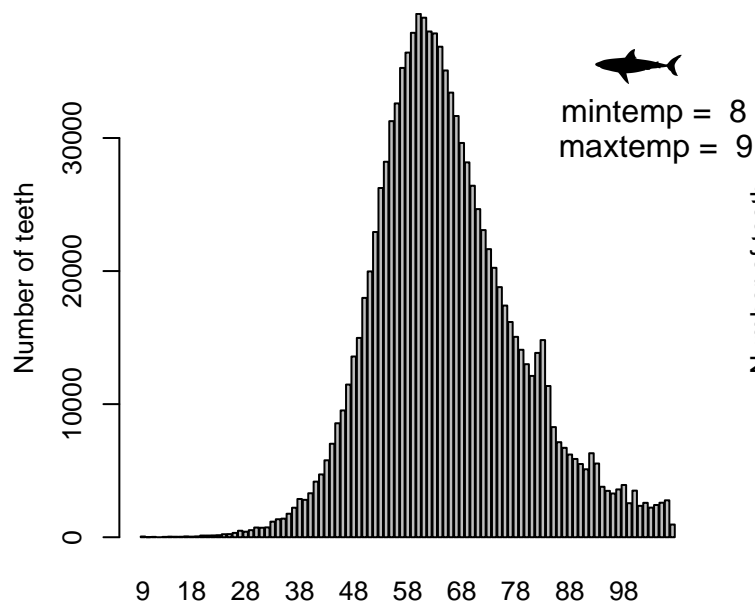 mintemp = 8
maxtemp = 9
Number of teeth
30000
20000
10000
0
9 18 28 38 48 58 68 78 88 98